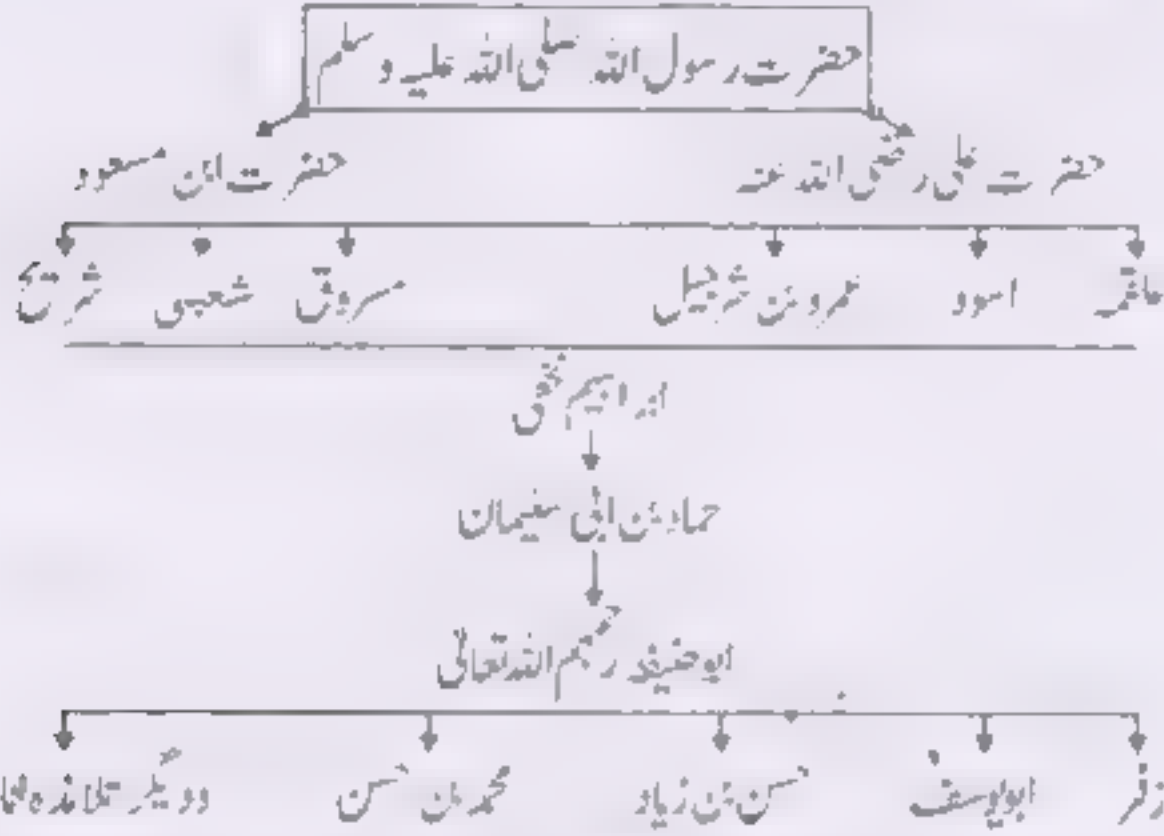 حضرت رسول اللہ صلی اللہ علیہ وسلم
حضرت علی رضی اللہ عنہ حضرت ابن مسعود
علقمہ اسود عمرو بن شرحبیل مسروق شعبی شریح
ابراہیم نخعی
حماد بن ابی سلیمان
ابوحنیفہ رحمہم اللہ تعالی
زفر ابویوسف حسن بن زیاد محمد بن حسن ودیگر تلامذہ